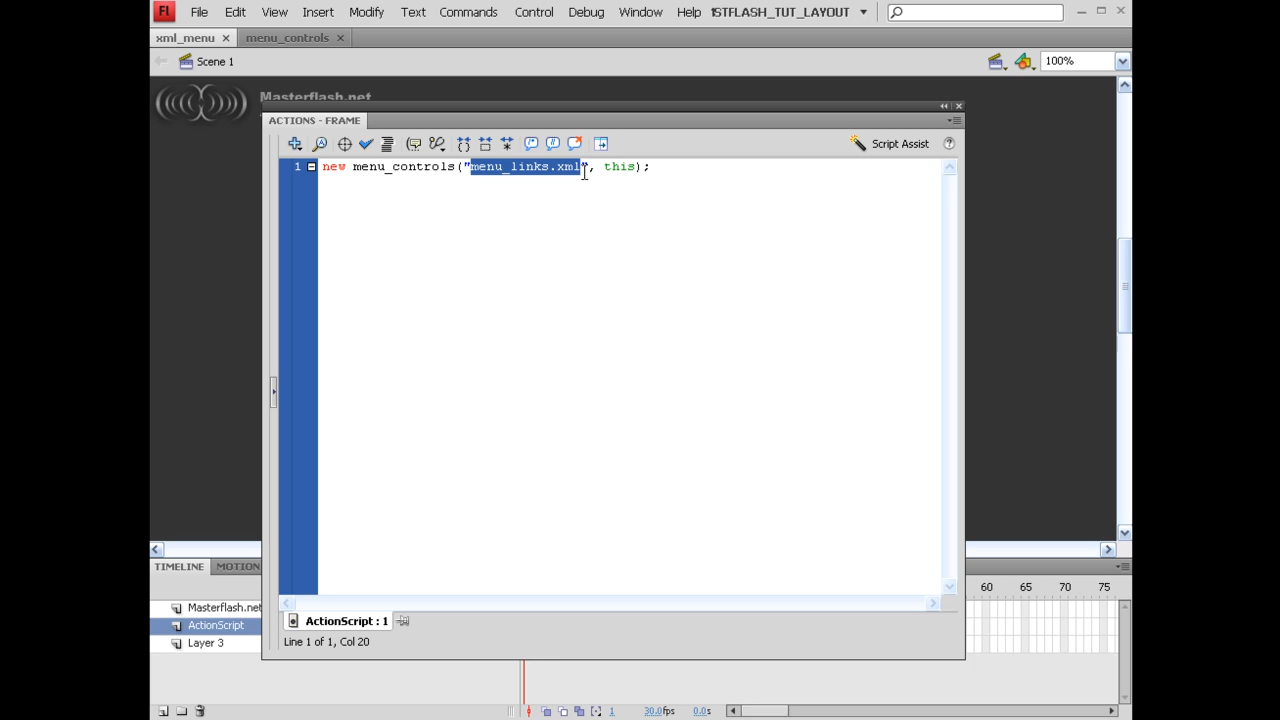 Fl File Edit View Insert Modify Text Commands Control Debug Window Help 1STFLASH_TUT_LAYOUT
xml_menu menu_controls
Scene 1 100%
Masterflash.net
ACTIONS - FRAME
Script Assist
1 new menu_controls("menu_links.xml", this);
TIMELINE MOTION
60 65 70 75
Masterflash.net
ActionScript
Layer 3
ActionScript : 1
Line 1 of 1, Col 20
1 30.0fps 0.0s